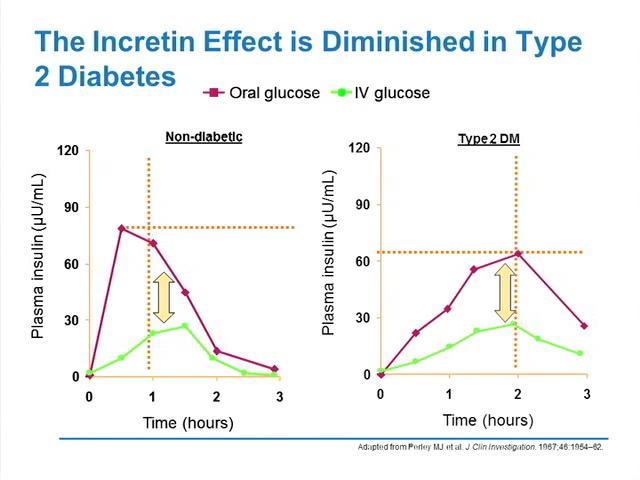 The Incretin Effect is Diminished in Type
2 Diabetes
Oral glucose IV glucose
Non-diabetic
120
90
60
30
0
Plasma insulin (µU/mL)
0 1 2 3
Time (hours)
Type 2 DM
120
90
60
30
0
Plasma insulin (µU/mL)
0 1 2 3
Time (hours)
Adapted from Perley MJ et al. J Clin Investigation. 1967;46:1954–62.